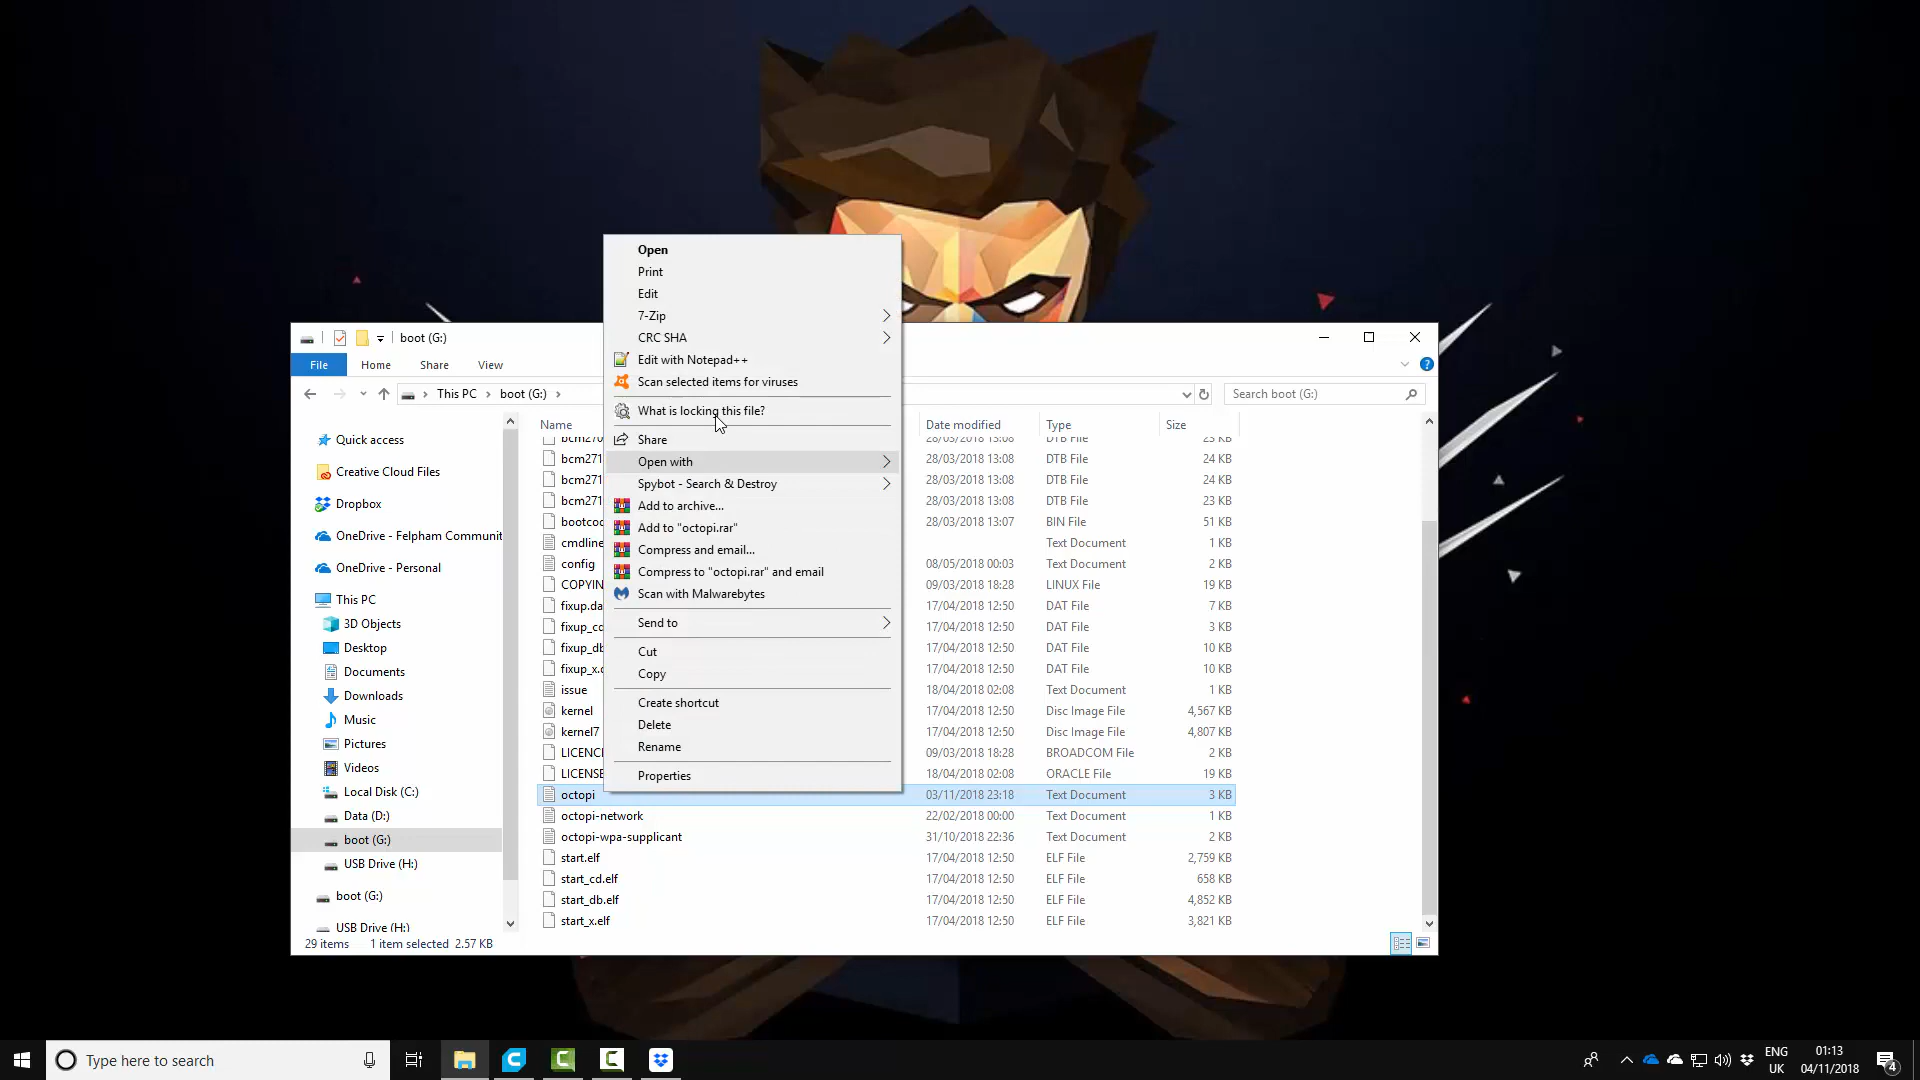 boot (G:)
File
Home
Share
View
This PC
boot (G:)
Search boot (G:)
Quick access
Creative Cloud Files
Dropbox
OneDrive - Felpham Communit
OneDrive - Personal
This PC
3D Objects
Desktop
Documents
Downloads
Music
Pictures
Videos
Local Disk (C:)
Data (D:)
boot (G:)
USB Drive (H:)
boot (G:)
USB Drive (H:)
29 items 1 item selected 2.57 KB
Open
Print
Edit
7-Zip
CRC SHA
Edit with Notepad++
Scan selected items for viruses
What is locking this file?
Share
Open with
Spybot - Search & Destroy
Add to archive...
Add to "octopi.rar"
Compress and email...
Compress to "octopi.rar" and email
Scan with Malwarebytes
Send to
Cut
Copy
Create shortcut
Delete
Rename
Properties
Name Date modified Type Size
bcm270 28/03/2018 13:08 DTB File 23 KB
bcm271 28/03/2018 13:08 DTB File 24 KB
bcm271 28/03/2018 13:08 DTB File 24 KB
bcm271 28/03/2018 13:08 DTB File 23 KB
bootcod 28/03/2018 13:07 BIN File 51 KB
cmdline Text Document 1 KB
config 08/05/2018 00:03 Text Document 2 KB
COPYIN 09/03/2018 18:28 LINUX File 19 KB
fixup.da 17/04/2018 12:50 DAT File 7 KB
fixup_cd 17/04/2018 12:50 DAT File 3 KB
fixup_db 17/04/2018 12:50 DAT File 10 KB
fixup_x.d 17/04/2018 12:50 DAT File 10 KB
issue 18/04/2018 02:08 Text Document 1 KB
kernel 17/04/2018 12:50 Disc Image File 4,567 KB
kernel7 17/04/2018 12:50 Disc Image File 4,807 KB
LICENC 09/03/2018 18:28 BROADCOM File 2 KB
LICENSE 18/04/2018 02:08 ORACLE File 19 KB
octopi 03/11/2018 23:18 Text Document 3 KB
octopi-network 22/02/2018 00:00 Text Document 1 KB
octopi-wpa-supplicant 31/10/2018 22:36 Text Document 2 KB
start.elf 17/04/2018 12:50 ELF File 2,759 KB
start_cd.elf 17/04/2018 12:50 ELF File 658 KB
start_db.elf 17/04/2018 12:50 ELF File 4,852 KB
start_x.elf 17/04/2018 12:50 ELF File 3,821 KB
Type here to search
ENG
UK
01:13
04/11/2018
4